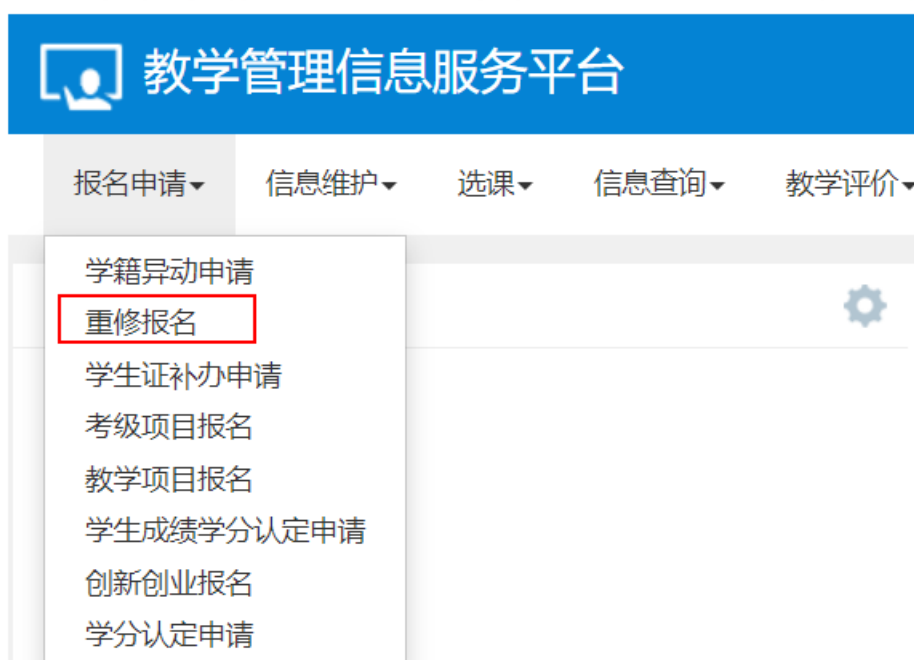 教学管理信息服务平台
报名申请 信息维护 选课 信息查询 教学评价
学籍异动申请
重修报名
学生证补办申请
考级项目报名
教学项目报名
学生成绩学分认定申请
创新创业报名
学分认定申请